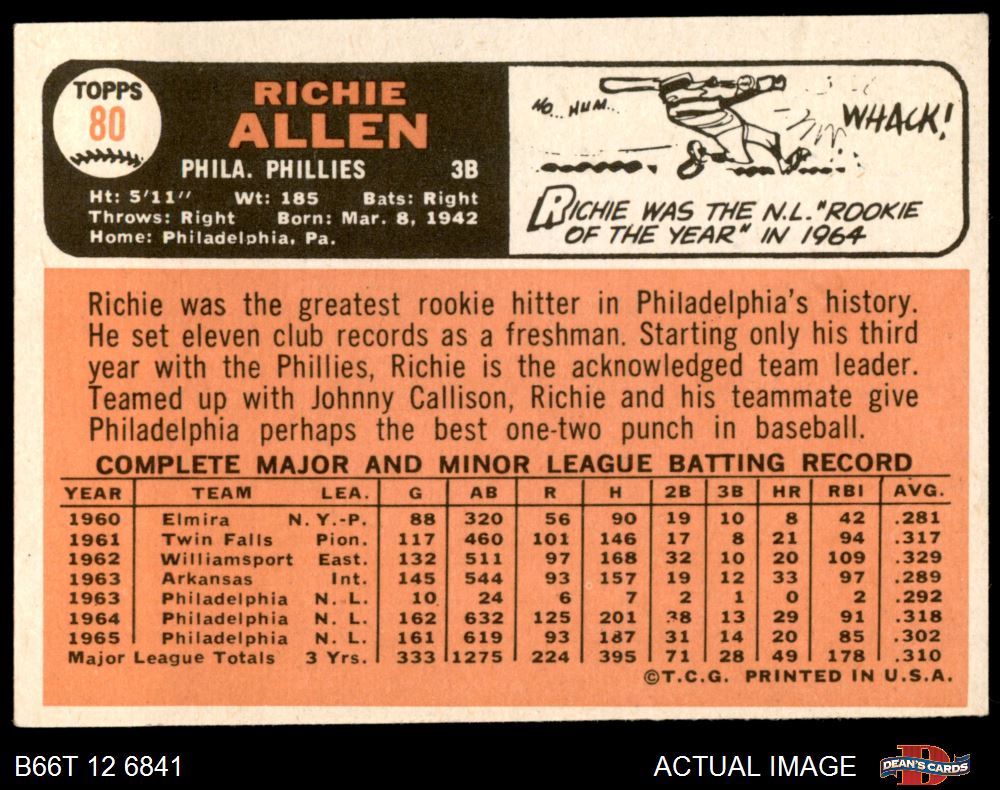 TOPPS
80
RICHIE
ALLEN
PHILA. PHILLIES 3B
Ht: 5'11" Wt: 185 Bats: Right
Throws: Right Born: Mar. 8, 1942
Home: Philadelphia, Pa.
NO... HUM...
WHACK!
RICHIE WAS THE N.L. "ROOKIE
OF THE YEAR" IN 1964
Richie was the greatest rookie hitter in Philadelphia's history.
He set eleven club records as a freshman. Starting only his third
year with the Phillies, Richie is the acknowledged team leader.
Teamed up with Johnny Callison, Richie and his teammate give
Philadelphia perhaps the best one-two punch in baseball.
COMPLETE MAJOR AND MINOR LEAGUE BATTING RECORD
YEAR TEAM LEA. G AB R H 2B 3B HR RBI AVG.
1960 Elmira N.Y.-P. 88 320 56 90 19 10 8 42 .281
1961 Twin Falls Pion. 117 460 101 146 17 8 21 94 .317
1962 Williamsport East. 132 511 97 168 32 10 20 109 .329
1963 Arkansas Int. 145 544 93 157 19 12 33 97 .289
1963 Philadelphia N.L. 10 24 6 7 2 1 0 2 .292
1964 Philadelphia N.L. 162 632 125 201 38 13 29 91 .318
1965 Philadelphia N.L. 161 619 93 187 31 14 20 85 .302
Major League Totals 3 Yrs. 333 1275 224 395 71 28 49 178 .310
©T.C.G. PRINTED IN U.S.A.
B66T 12 6841
ACTUAL IMAGE
DEAN'S CARDS